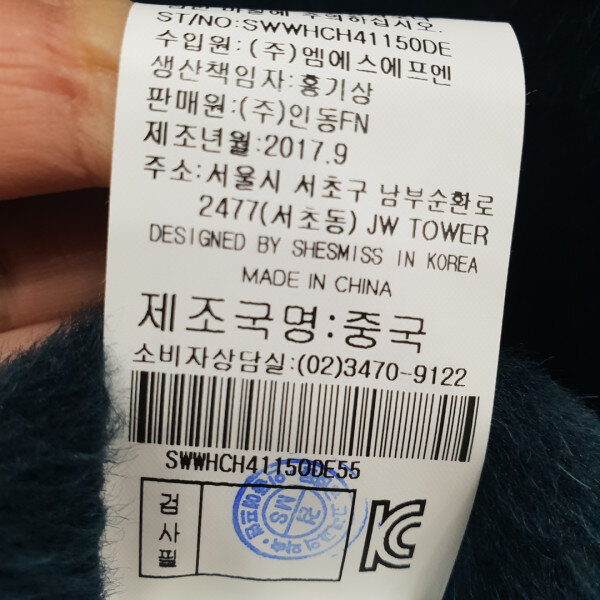 ST/NO:SWWHCH41150DE
수입원: (주)엠에스에프엔
생산책임자:홍기상
판매원:(주)인동FN
제조년월:2017.9
주소:서울시 서초구 남부순환로
2477(서초동) JW TOWER
DESIGNED BY SHESMISS IN KOREA
MADE IN CHINA
제조국명:중국
소비자상담실:(02)3470-9122
SWWHCH41150DE55
검사필
검
MS
KC